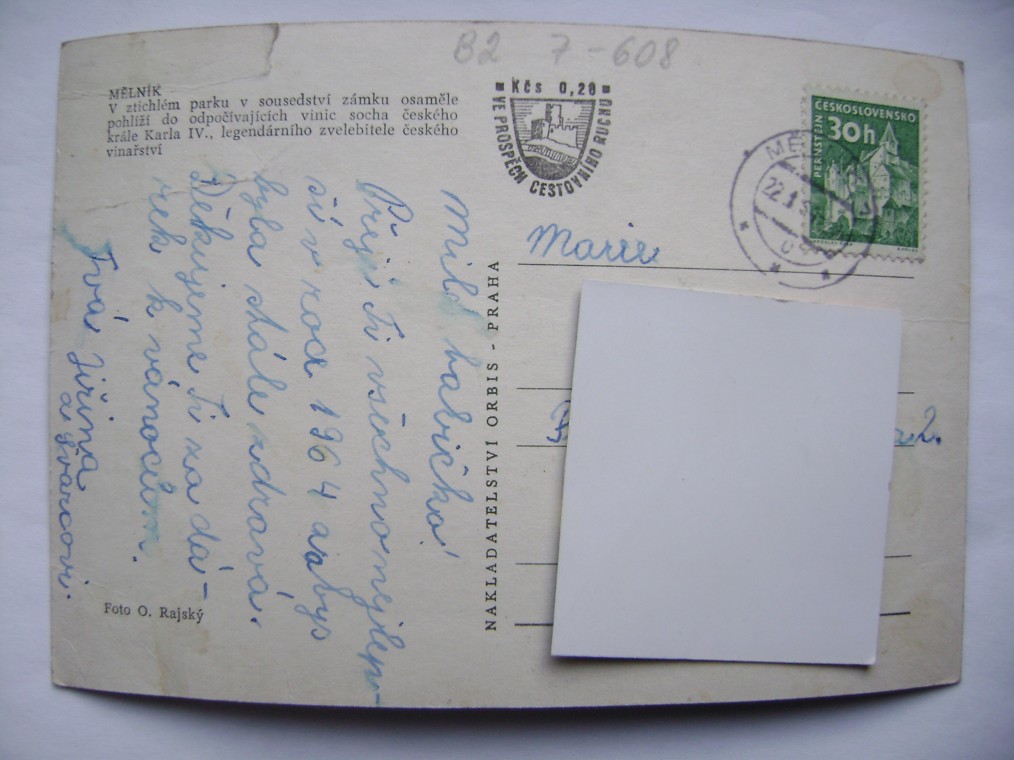 B2 7-608
MĚLNÍK
V ztichlém parku v sousedství zámku osaměle
pohlíží do odpočívajících vinic socha českého
krále Karla IV., legendárního zvelebitele českého
vinařství
Kčs 0,20
VE PROSPĚCH CESTOVNÍHO RUCHU
ČESKOSLOVENSKO
30h
PERNŠTEJN
Milá babičko!
Přeji Ti všechno nejlep-
ší v roce 1964 a abys
byla stále zdravá.
Děkujeme Ti za dá-
rek k vánocům.
Tvá Jiřina
a Švarcovi.
Marie
NAKLADATELSTVÍ ORBIS - PRAHA
Foto O. Rajský